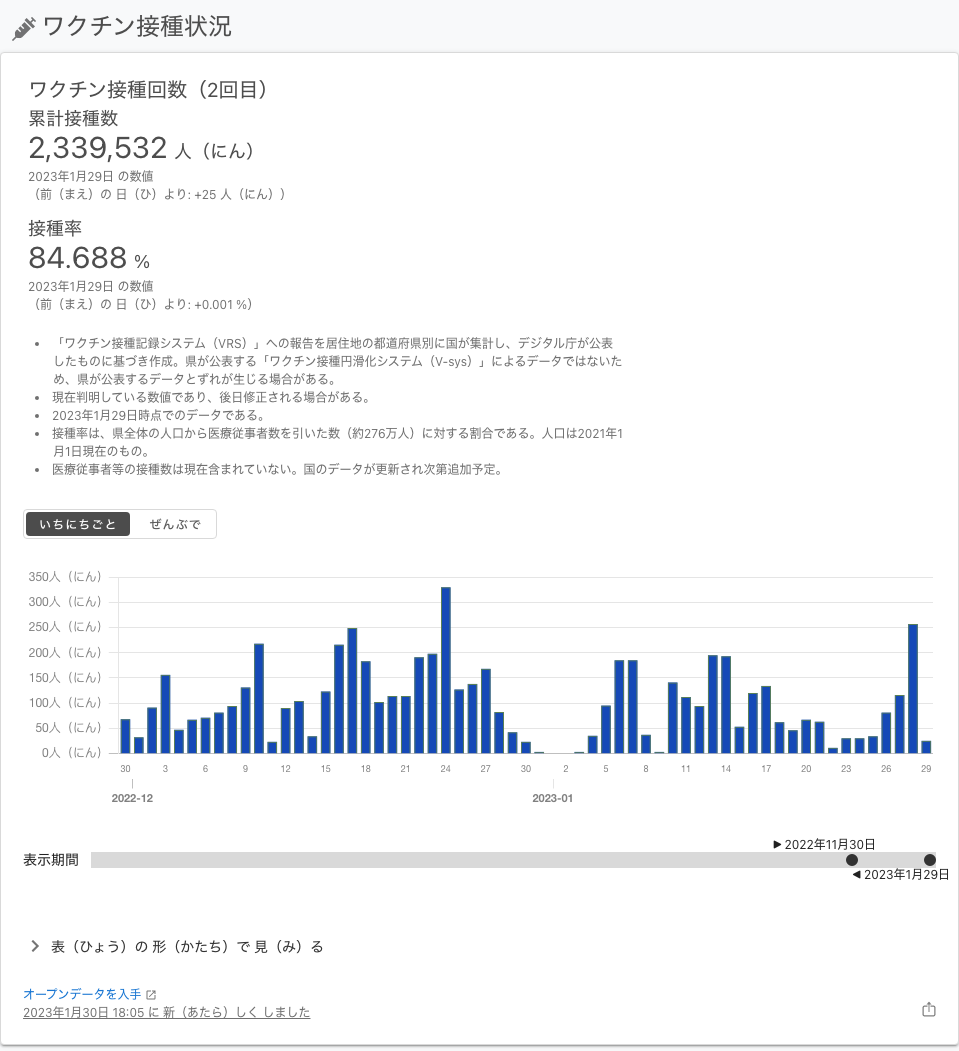 ワクチン接種状況
ワクチン接種回数（2回目）
累計接種数
2,339,532 人（にん）
2023年1月29日 の数値
（前（まえ）の 日（ひ）より: +25 人（にん））
接種率
84.688 %
2023年1月29日 の数値
（前（まえ）の 日（ひ）より: +0.001 %）
• 「ワクチン接種記録システム（VRS）」への報告を居住地の都道府県別に国が集計し、デジタル庁が公表
したものに基づき作成。県が公表する「ワクチン接種円滑化システム（V-sys）」によるデータではないた
め、県が公表するデータとずれが生じる場合がある。
• 現在判明している数値であり、後日修正される場合がある。
• 2023年1月29日時点でのデータである。
• 接種率は、県全体の人口から医療従事者数を引いた数（約276万人）に対する割合である。人口は2021年1
月1日現在のもの。
• 医療従事者等の接種数は現在含まれていない。国のデータが更新され次第追加予定。
いちにちごと ぜんぶで
350人（にん）
300人（にん）
250人（にん）
200人（にん）
150人（にん）
100人（にん）
50人（にん）
0人（にん）
30 3 6 9 12 15 18 21 24 27 30 2 5 8 11 14 17 20 23 26 29
2022-12 2023-01
▶ 2022年11月30日
表示期間
◀ 2023年1月29日
表（ひょう）の 形（かたち）で 見（み）る
オープンデータを入手
2023年1月30日 18:05 に 新（あたら）しく しました